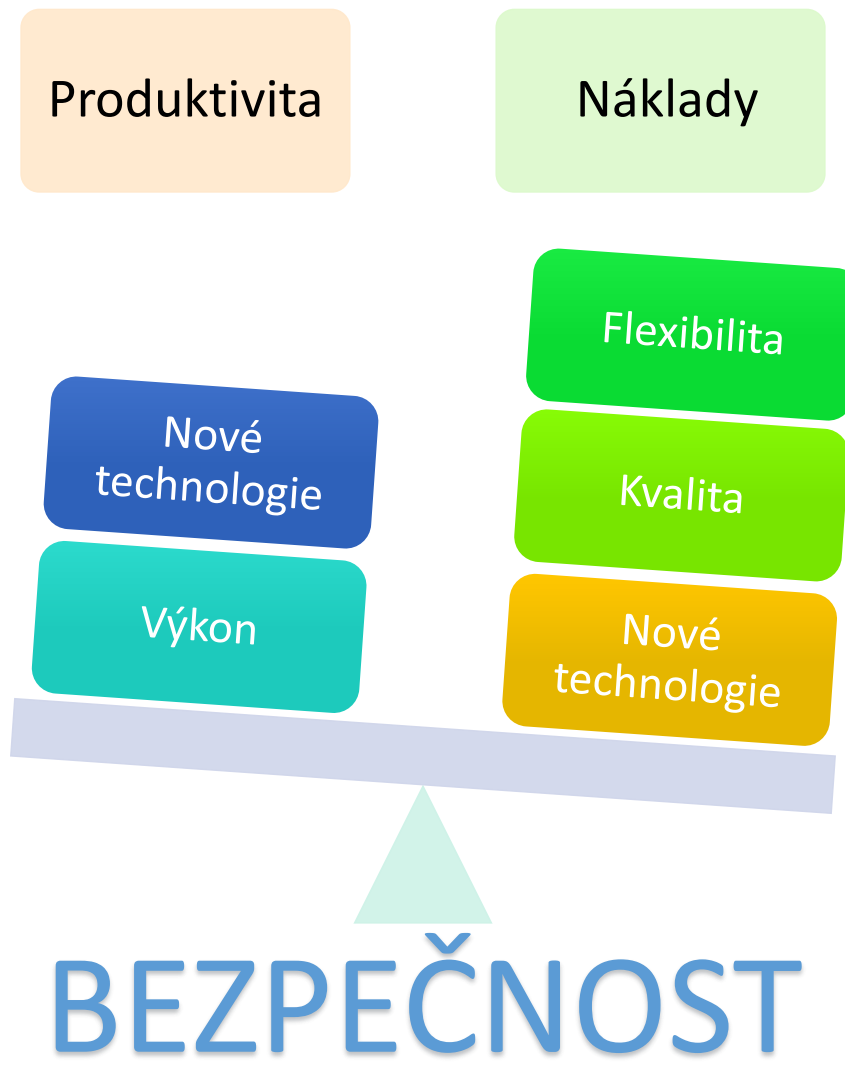 Produktivita
Náklady
Flexibilita
Nové
technologie
Kvalita
Výkon
Nové
technologie
BEZPEČNOST